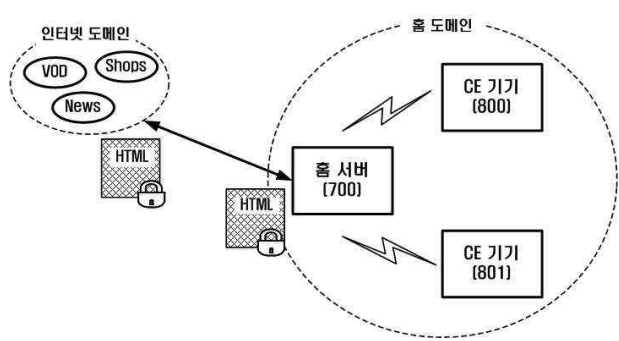 인터넷 도메인
VOD
Shops
News
HTML
홈 도메인
CE 기기
(800)
홈 서버
(700)
HTML
CE 기기
(801)